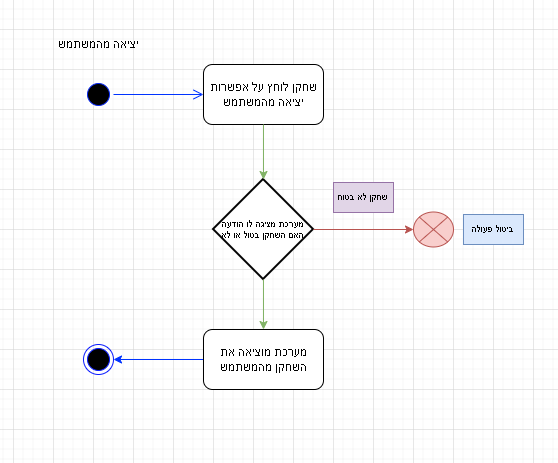 יציאה מהמשתמש
שחקן לוחץ על אפשרות
יציאה מהמשתמש
שחקן לא בטוח
מערכת מציגה לו הודעה
האם השחקן בטול או לא
ביטול פעולה
מערכת מוציאה את
השחקן מהמשתמש